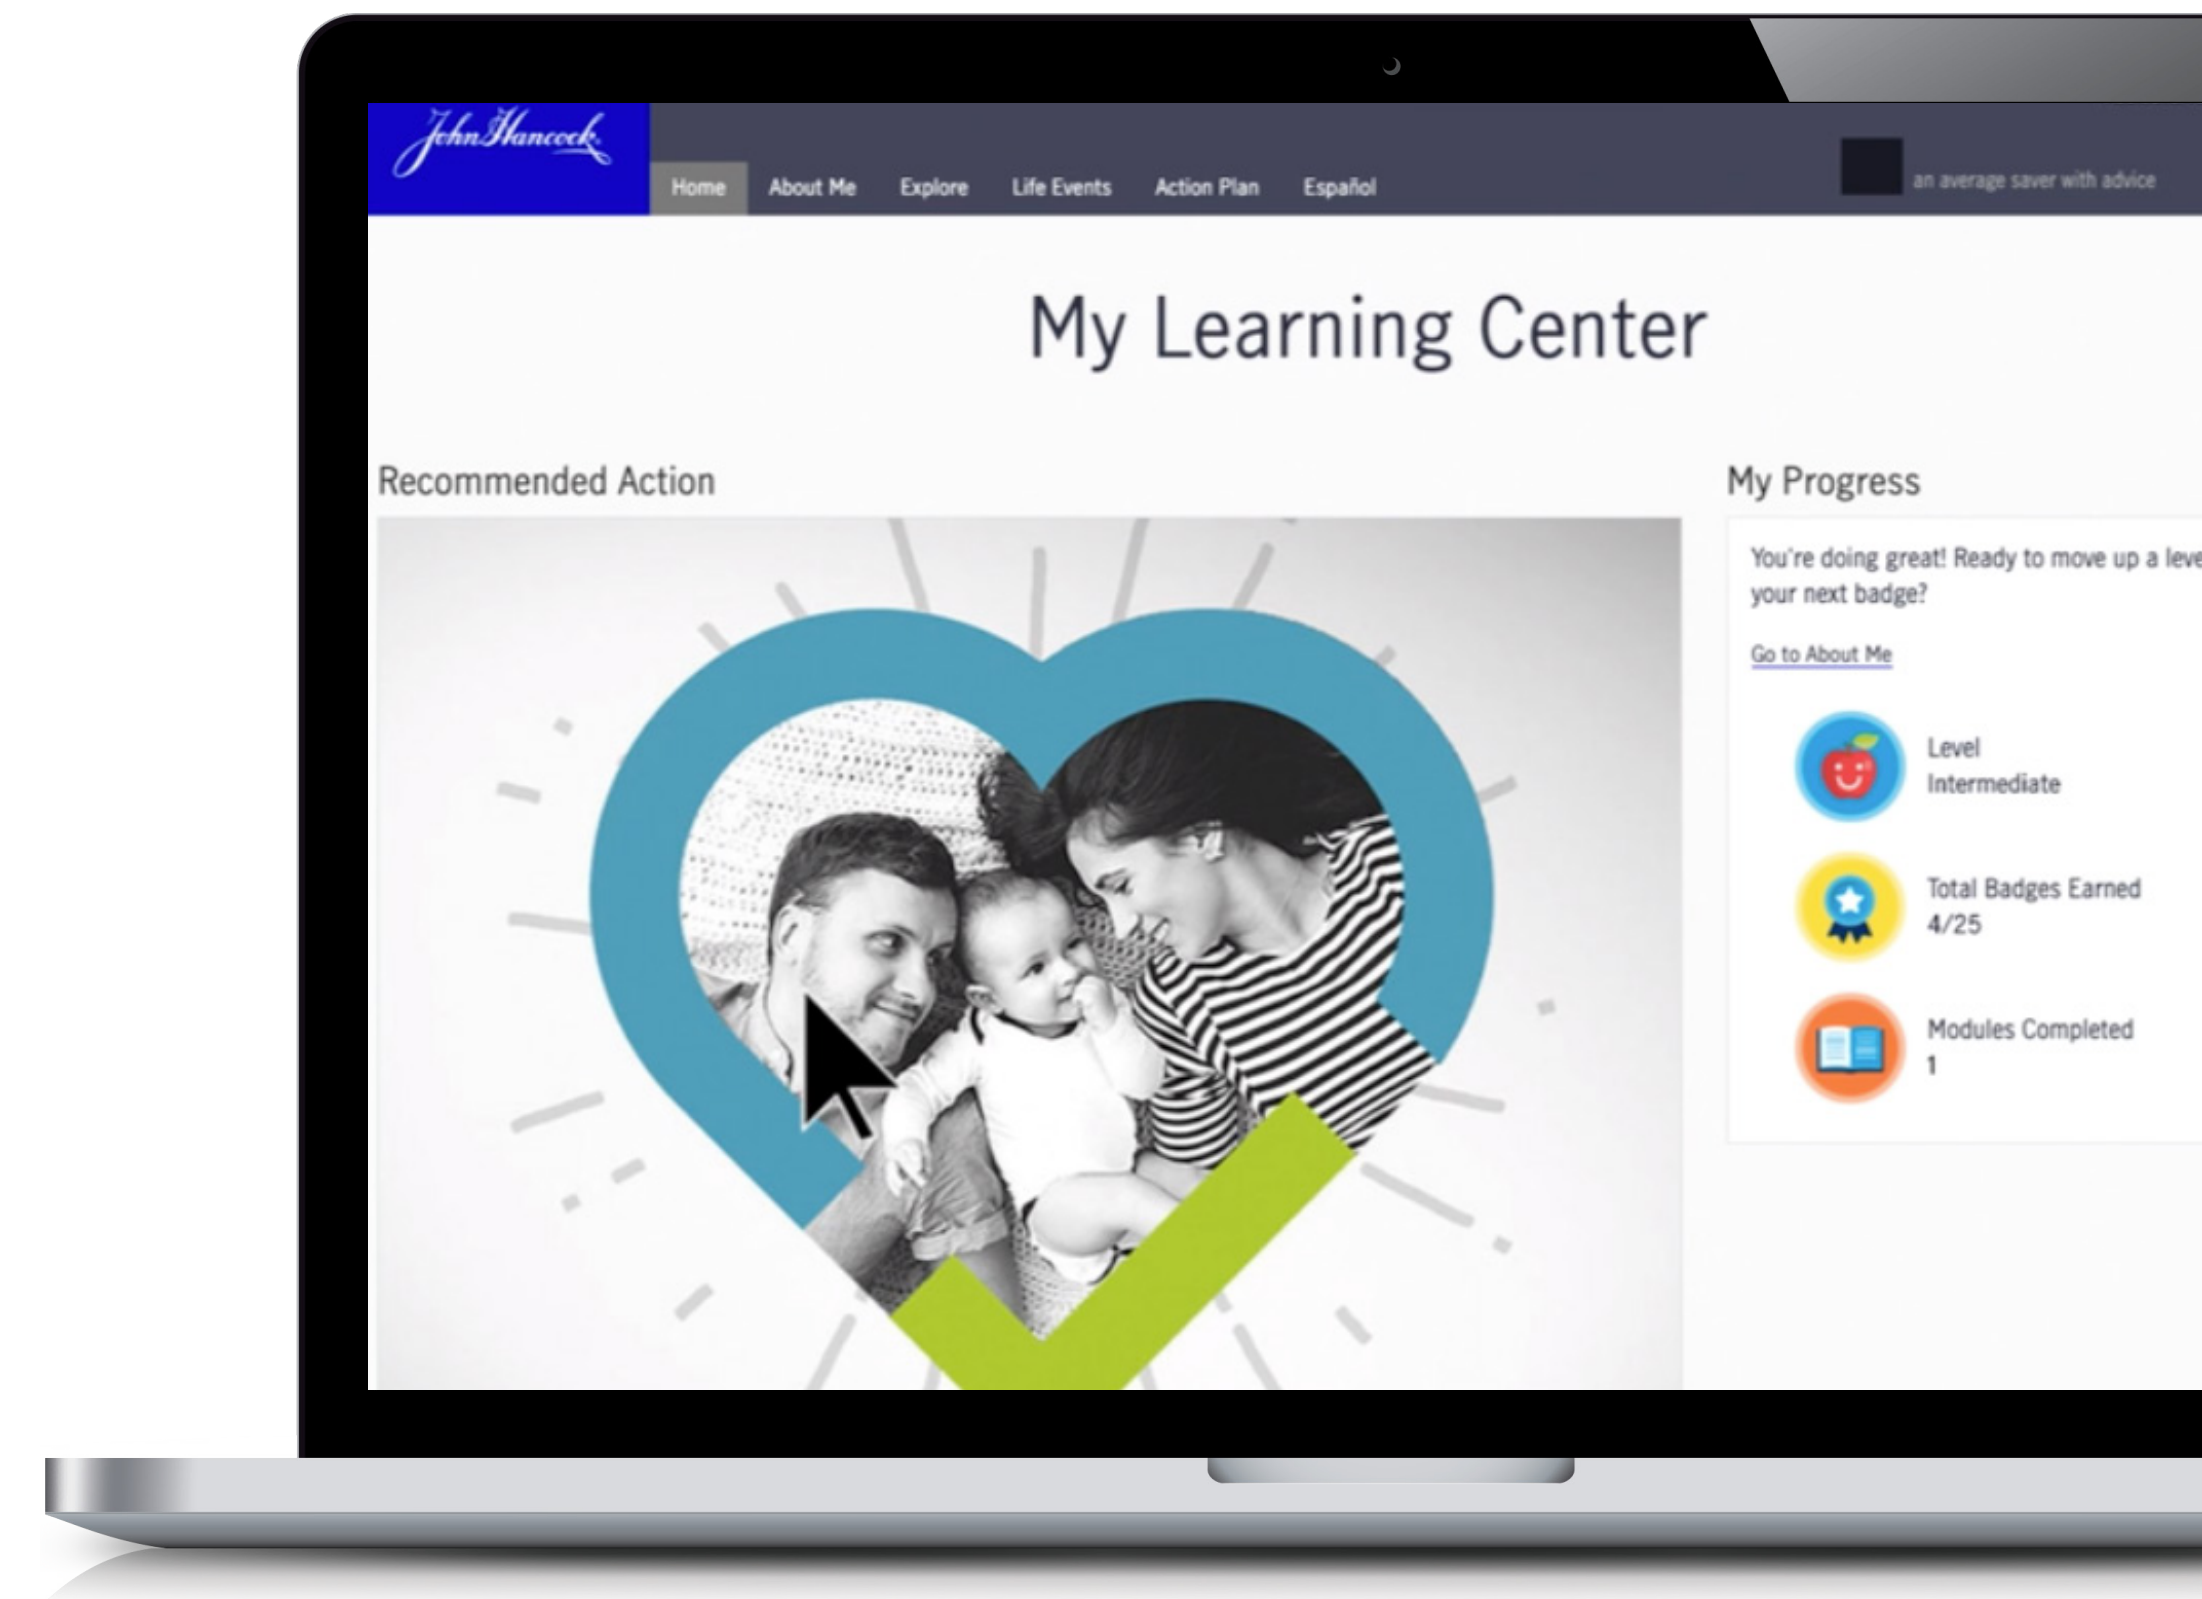 John Hancock
Home About Me Explore Life Events Action Plan Español
an average saver with advice
My Learning Center
Recommended Action
My Progress
You're doing great! Ready to move up a
your next badge?
Go to About Me
Level
Intermediate
Total Badges Earned
4/25
Modules Completed
1